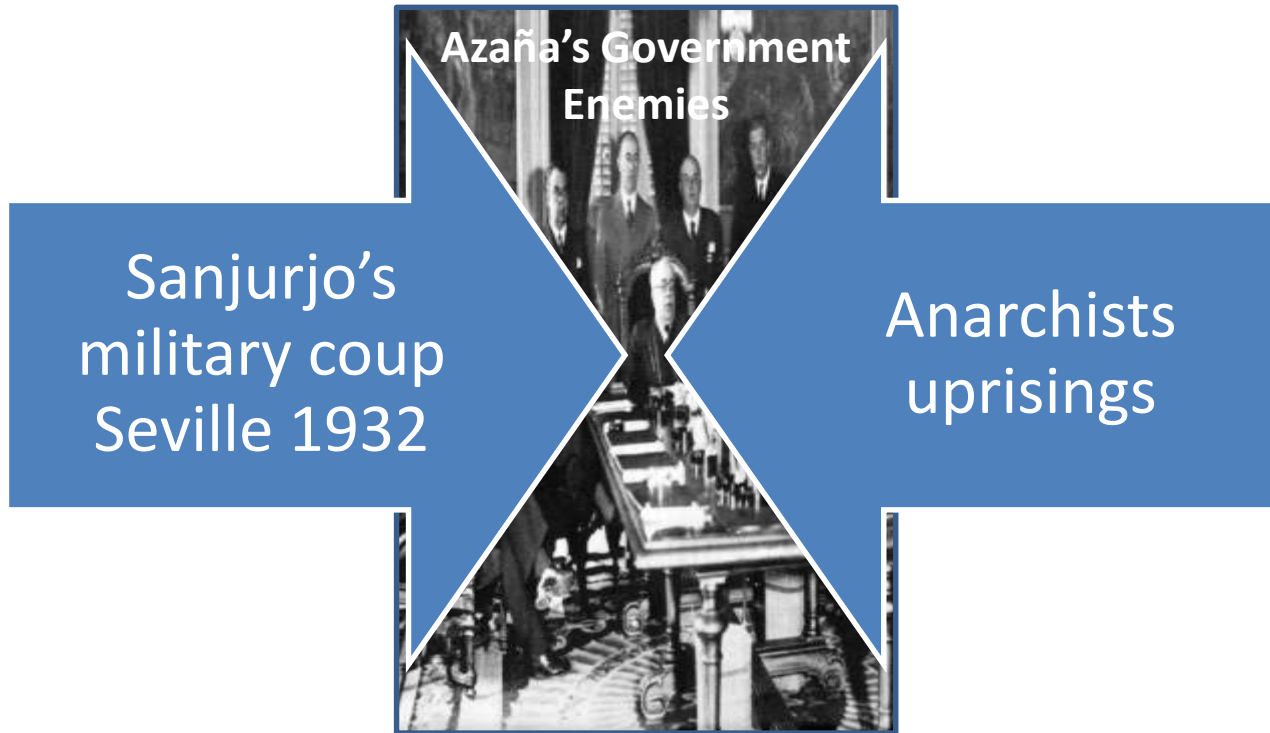 Azaña’s Government
Enemies
Sanjurjo’s
military coup
Seville 1932
Anarchists
uprisings